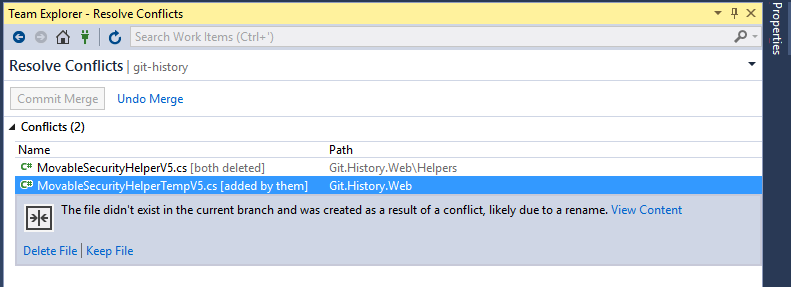 Team Explorer - Resolve Conflicts
Search Work Items (Ctrl+')
Resolve Conflicts | git-history
Commit Merge Undo Merge
Conflicts (2)
Name Path
C# MovableSecurityHelperV5.cs [both deleted] Git.History.Web\Helpers
C# MovableSecurityHelperTempV5.cs [added by them] Git.History.Web
The file didn't exist in the current branch and was created as a result of a conflict, likely due to a rename. View Content
Delete File | Keep File
Properties